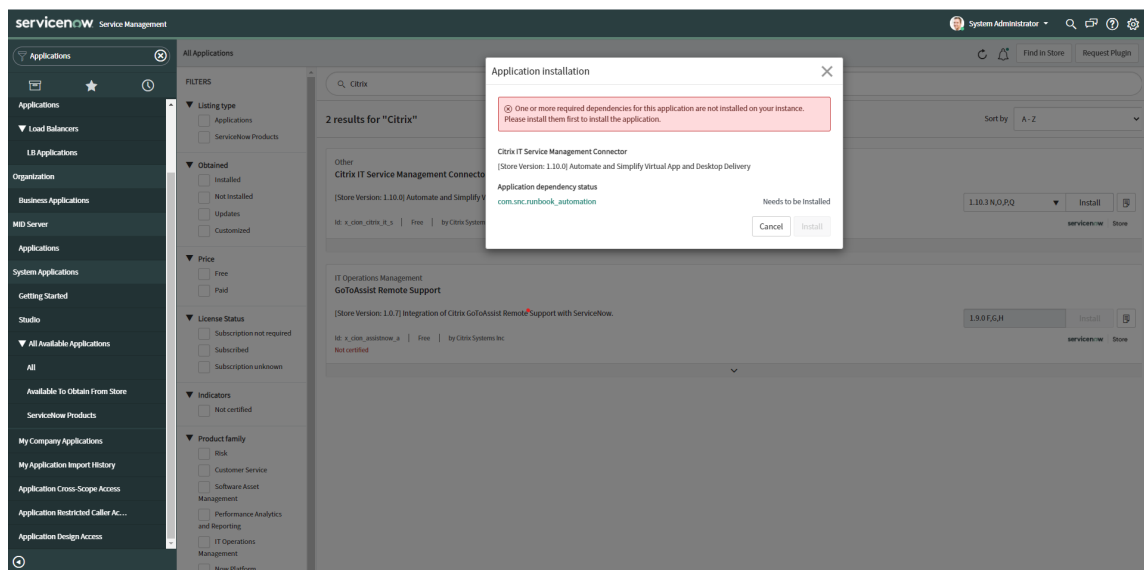 servicenow Service Management
System Administrator
Applications
All Applications
Find in Store
Request Plugin
Applications
Load Balancers
LB Applications
Organization
Business Applications
MID Server
Applications
System Applications
Getting Started
Studio
All Available Applications
All
Available To Obtain From Store
ServiceNow Products
My Company Applications
My Application Import History
Application Cross-Scope Access
Application Restricted Caller Ac...
Application Design Access
FILTERS
Listing type
Applications
ServiceNow Products
Obtained
Installed
Not Installed
Updates
Customized
Price
Free
Paid
License Status
Subscription not required
Subscribed
Subscription unknown
Indicators
Not certified
Product family
Risk
Customer Service
Software Asset
Management
Performance Analytics
and Reporting
IT Operations
Management
Now Platform
Citrix
2 results for "Citrix"
Sort by A - Z
Other
Citrix IT Service Management Connecto
[Store Version: 1.10.0] Automate and Simplify V
Id: x_cion_citrix_it_s | Free | by Citrix System
1.10.3 N,O,P,Q
Install
servicenow Store
IT Operations Management
GoToAssist Remote Support
[Store Version: 1.0.7] Integration of Citrix GoToAssist Remote Support with ServiceNow.
Id: x_cion_assistnow_a | Free | by Citrix Systems Inc
Not certified
1.9.0 F,G,H
Install
servicenow Store
Application installation
One or more required dependencies for this application are not installed on your instance.
Please install them first to install the application.
Citrix IT Service Management Connector
[Store Version: 1.10.0] Automate and Simplify Virtual App and Desktop Delivery
Application dependency status
com.snc.runbook_automation Needs to be Installed
Cancel Install